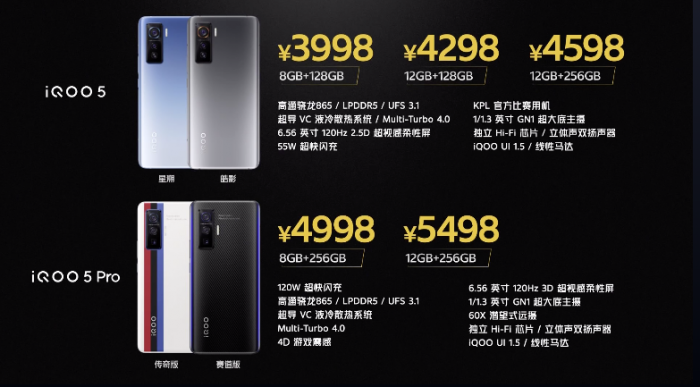 iQOO 5
¥3998 ¥4298 ¥4598
8GB+128GB 12GB+128GB 12GB+256GB
高通骁龙865 / LPDDR5 / UFS 3.1
超导 VC 液冷散热系统 / Multi-Turbo 4.0
6.56 英寸 120Hz 2.5D 超视感柔性屏
55W 超快闪充
KPL 官方比赛用机
1/1.3 英寸 GN1 超大底主摄
独立 Hi-Fi 芯片 / 立体声双扬声器
iQOO UI 1.5 / 线性马达
iQOO
iQOO
星辰 酷影
iQOO 5 Pro
¥4998 ¥5498
8GB+256GB 12GB+256GB
120W 超快闪充
高通骁龙865 / LPDDR5 / UFS 3.1
超导 VC 液冷散热系统
Multi-Turbo 4.0
4D 游戏震感
6.56 英寸 120Hz 3D 超视感柔性屏
1/1.3 英寸 GN1 超大底主摄
60X 潜望式远摄
独立 Hi-Fi 芯片 / 立体声双扬声器
iQOO UI 1.5 / 线性马达
iQOO
iQOO
传奇版 赛道版